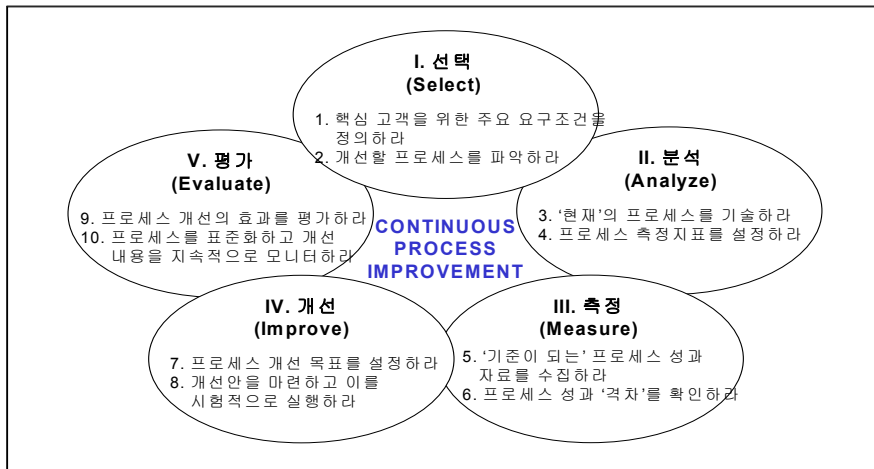 I. 선택
(Select)
1. 핵심 고객을 위한 주요 요구조건을
정의하라
2. 개선할 프로세스를 파악하라
II. 분석
(Analyze)
3. '현재'의 프로세스를 기술하라
4. 프로세스 측정지표를 설정하라
III. 측정
(Measure)
5. '기준이 되는' 프로세스 성과
자료를 수집하라
6. 프로세스 성과 '격차'를 확인하라
IV. 개선
(Improve)
7. 프로세스 개선 목표를 설정하라
8. 개선안을 마련하고 이를
시험적으로 실행하라
V. 평가
(Evaluate)
9. 프로세스 개선의 효과를 평가하라
10. 프로세스를 표준화하고 개선
내용을 지속적으로 모니터하라
CONTINUOUS
PROCESS
IMPROVEMENT